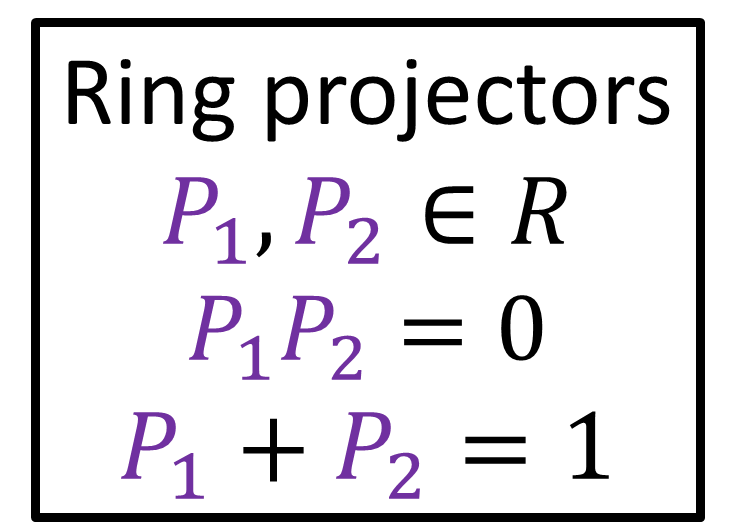 Ring projectors
𝑃₁, 𝑃₂ ∈ 𝑅
𝑃₁𝑃₂ = 0
𝑃₁ + 𝑃₂ = 1